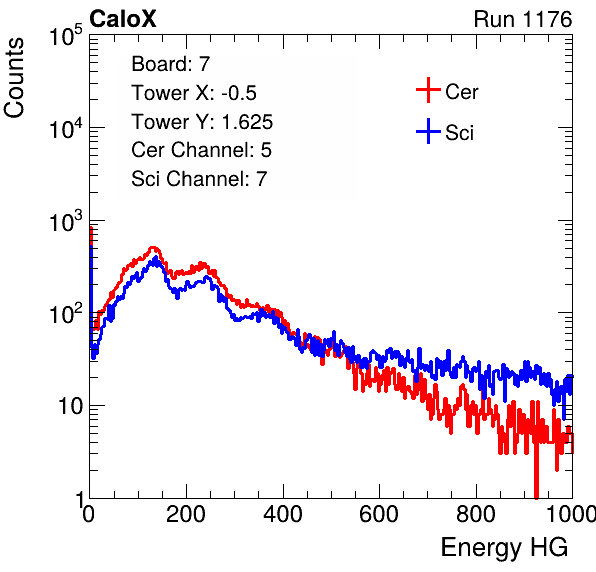 CaloX Run 1176
Counts
10^5
10^4
10^3
10^2
10
1
Board: 7
Tower X: -0.5
Tower Y: 1.625
Cer Channel: 5
Sci Channel: 7
Cer
Sci
0 200 400 600 800 1000
Energy HG